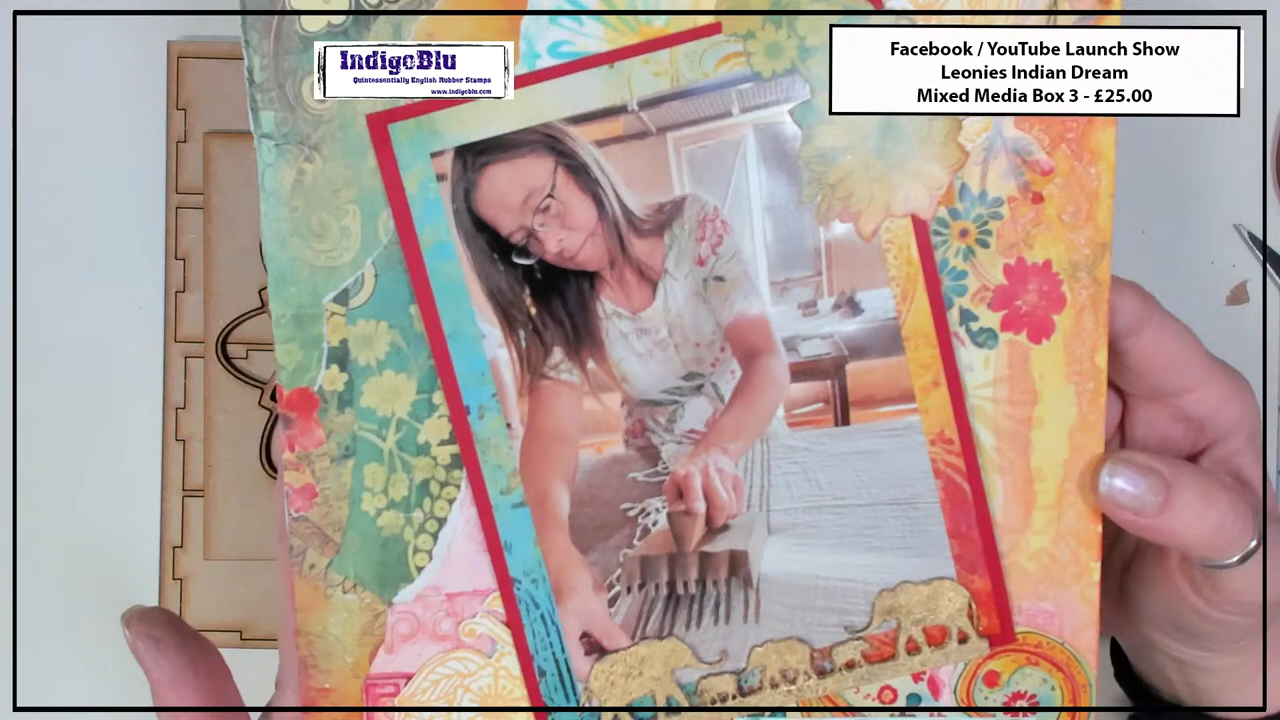 IndigoBlu
Quintessentially English Rubber Stamps
www.indigoblu.com
Facebook / YouTube Launch Show
Leonies Indian Dream
Mixed Media Box 3 - £25.00